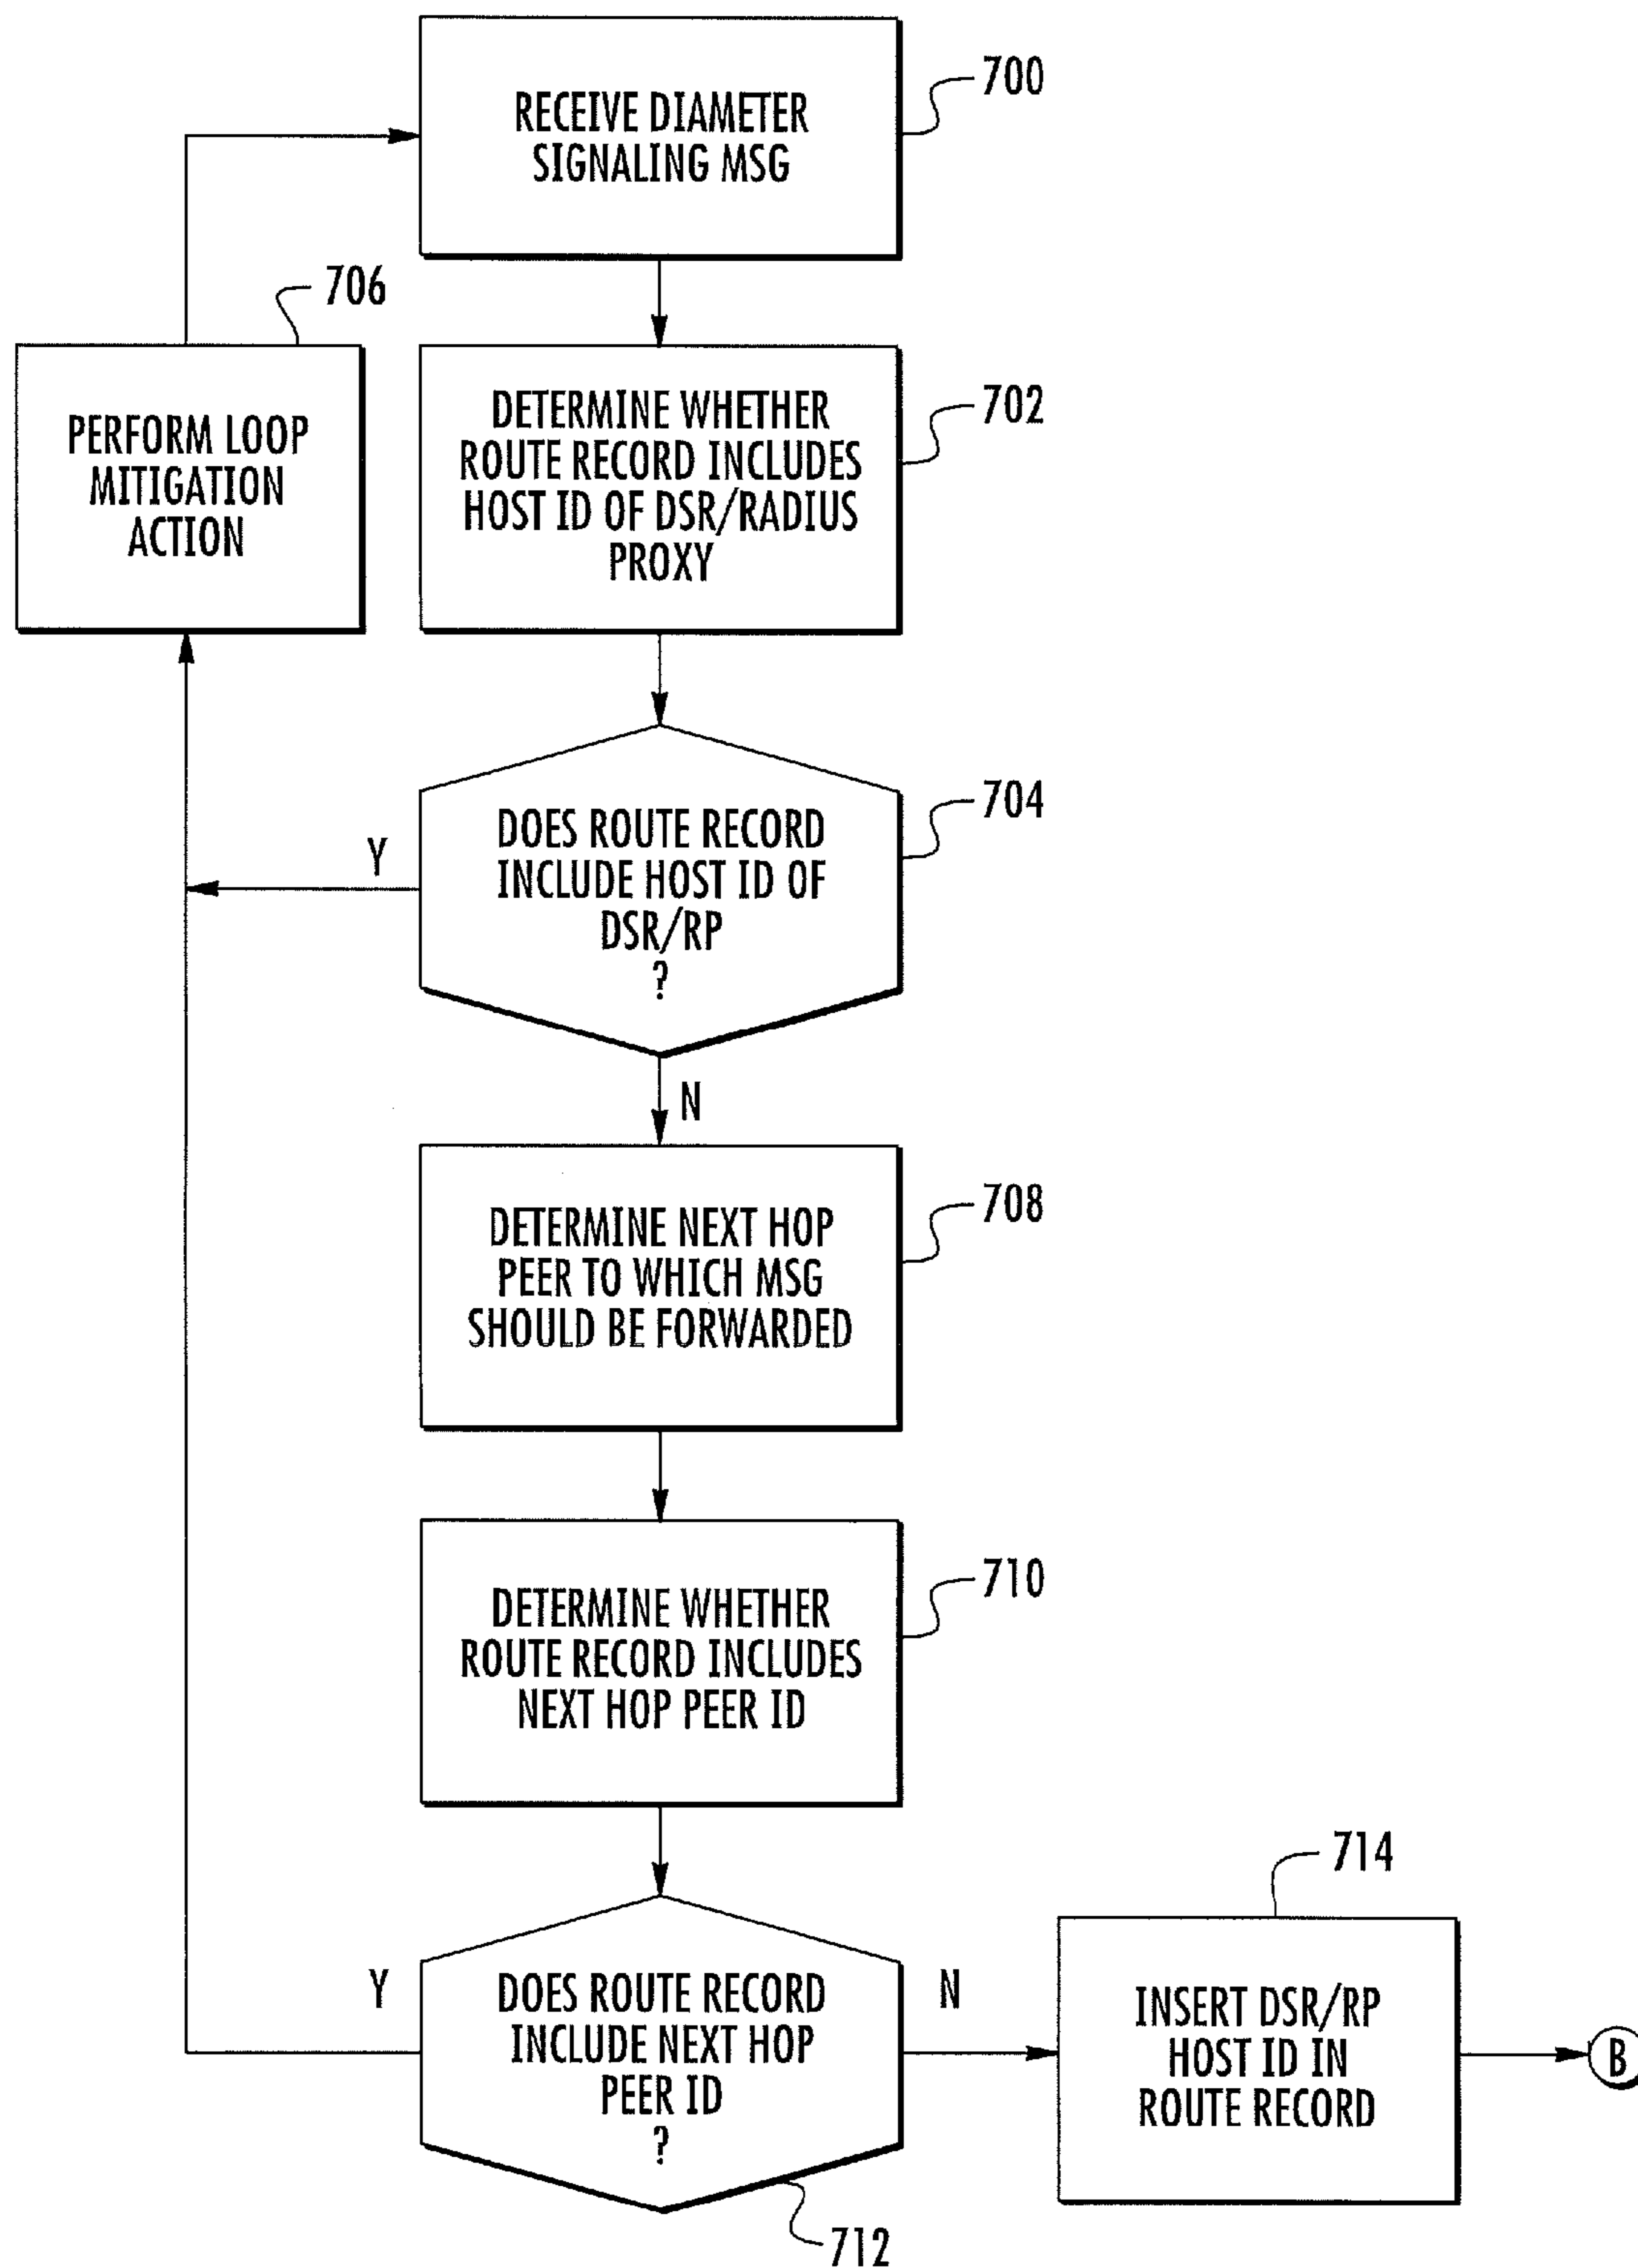 RECEIVE DIAMETER
SIGNALING MSG
700
706
PERFORM LOOP
MITIGATION
ACTION
DETERMINE WHETHER
ROUTE RECORD INCLUDES
HOST ID OF DSR/RADIUS
PROXY
702
DOES ROUTE RECORD
INCLUDE HOST ID OF
DSR/RP
?
704
Y
N
DETERMINE NEXT HOP
PEER TO WHICH MSG
SHOULD BE FORWARDED
708
DETERMINE WHETHER
ROUTE RECORD INCLUDES
NEXT HOP PEER ID
710
DOES ROUTE RECORD
INCLUDE NEXT HOP
PEER ID
?
712
Y
N
714
INSERT DSR/RP
HOST ID IN
ROUTE RECORD
B